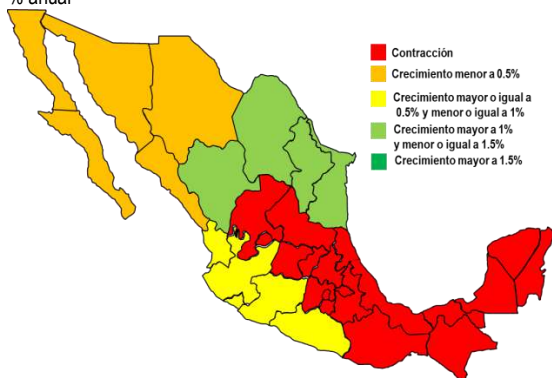 % anual
Contracción
Crecimiento menor a 0.5%
Crecimiento mayor o igual a
0.5% y menor o igual a 1%
Crecimiento mayor a 1%
y menor o igual a 1.5%
Crecimiento mayor a 1.5%